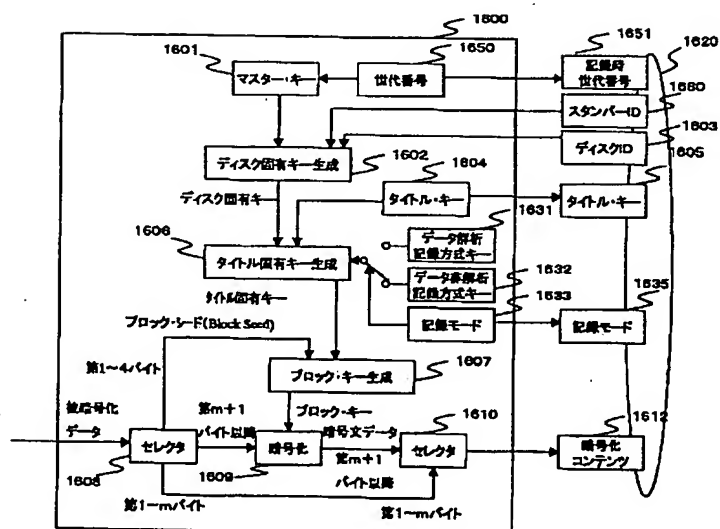 1600
1601
1650
1651
1620
マスター・キー
世代番号
記録時
世代番号
1680
スタンパーID
1603
ディスクID
ディスク固有キー生成
1602
1604
1605
ディスク固有キー
タイトル・キー
タイトル・キー
1631
1606
データ解析
記録方式キー
タイトル固有キー生成
1632
データ非解析
記録方式キー
1633
1635
タイトル固有キー
記録モード
記録モード
ブロック・シード(Block Seed)
第1~4バイト
ブロック・キー生成
1607
被暗号化
データ
第m+1
バイト以降
ブロック・キー
暗号文データ
1610
1612
セレクタ
暗号化
第m+1
セレクタ
暗号化
コンテンツ
1608
1609
バイト以降
第1~mバイト
第1~mバイト